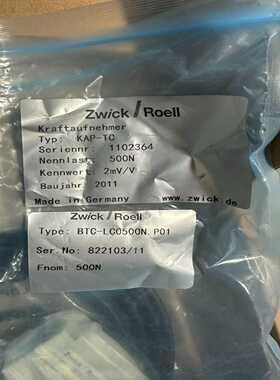 Zwick / Roell
Kraftaufnehmer
Typ: KAP-TC
Seriennr: 1102364
Nennlast: 500N
Kennwert: 2mV/V
Baujahr: 2011
Made in Germany
www.zwick.de
Zwick / Roell
Type: BTC-LC0500N.P01
Ser.No: 822103/11
Fnom: 500N